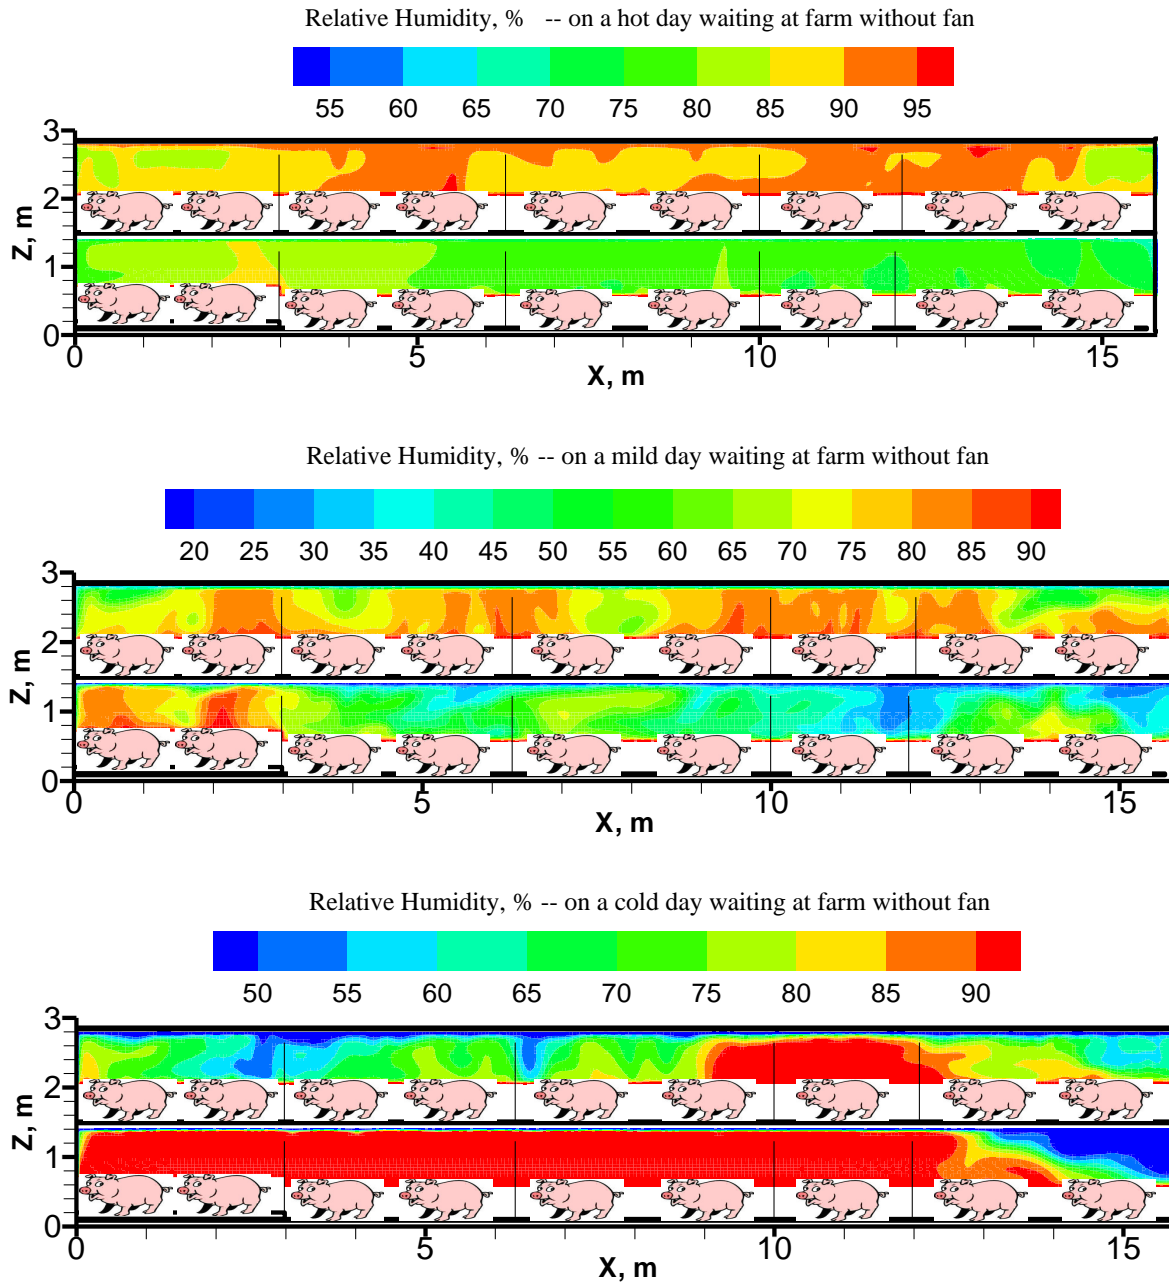 Relative Humidity, % -- on a hot day waiting at farm without fan
55 60 65 70 75 80 85 90 95
3
2
1
0
Z, m
0 5 10 15
X, m
Relative Humidity, % -- on a mild day waiting at farm without fan
20 25 30 35 40 45 50 55 60 65 70 75 80 85 90
3
2
1
0
Z, m
0 5 10 15
X, m
Relative Humidity, % -- on a cold day waiting at farm without fan
50 55 60 65 70 75 80 85 90
3
2
1
0
Z, m
0 5 10 15
X, m